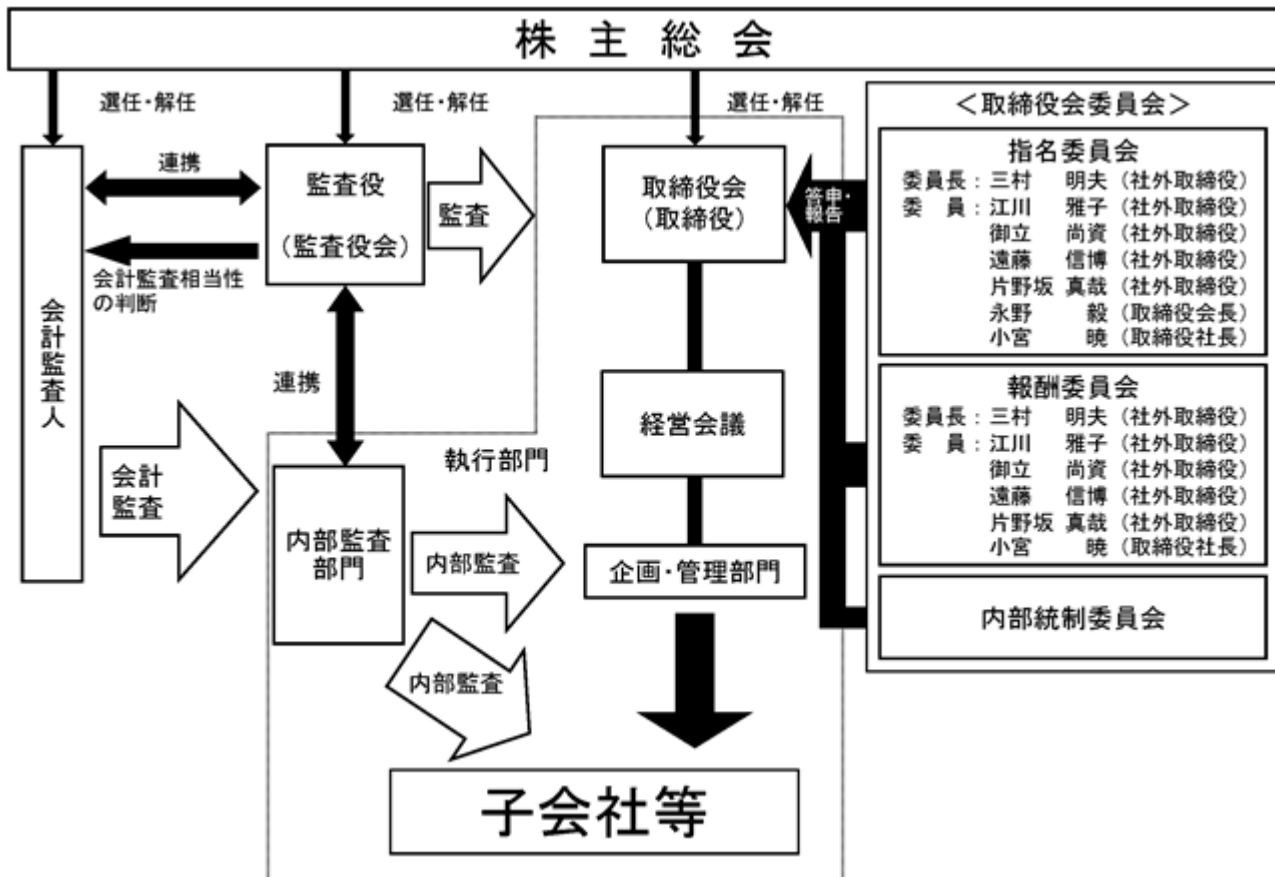 株主総会
選任・解任
選任・解任
選任・解任
会計監査人
連携
会計監査相当性
の判断
監査役
(監査役会)
監査
取締役会
(取締役)
答申・
報告
<取締役会委員会>
指名委員会
委員長：三村 明夫（社外取締役）
委 員：江川 雅子（社外取締役）
御立 尚資（社外取締役）
遠藤 信博（社外取締役）
片野坂 真哉（社外取締役）
永野 毅（取締役会長）
小宮 暁（取締役社長）
報酬委員会
委員長：三村 明夫（社外取締役）
委 員：江川 雅子（社外取締役）
御立 尚資（社外取締役）
遠藤 信博（社外取締役）
片野坂 真哉（社外取締役）
小宮 暁（取締役社長）
内部統制委員会
連携
執行部門
経営会議
会計
監査
内部監査
部門
内部監査
企画・管理部門
内部監査
子会社等